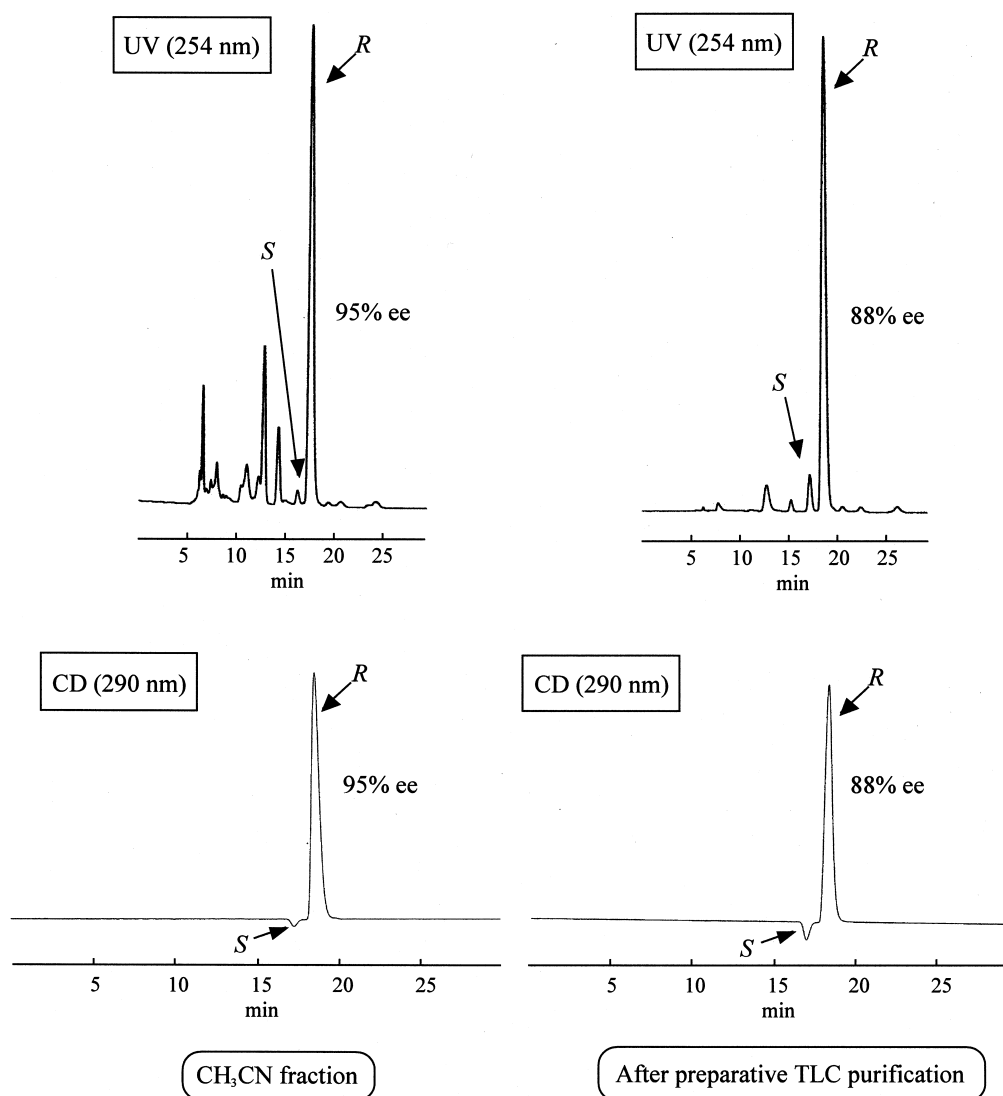 UV (254 nm)
R
S
95% ee
5 10 15 20 25
min
UV (254 nm)
R
S
88% ee
5 10 15 20 25
min
CD (290 nm)
R
95% ee
S
5 10 15 20 25
min
CH₃CN fraction
CD (290 nm)
R
88% ee
S
5 10 15 20 25
min
After preparative TLC purification